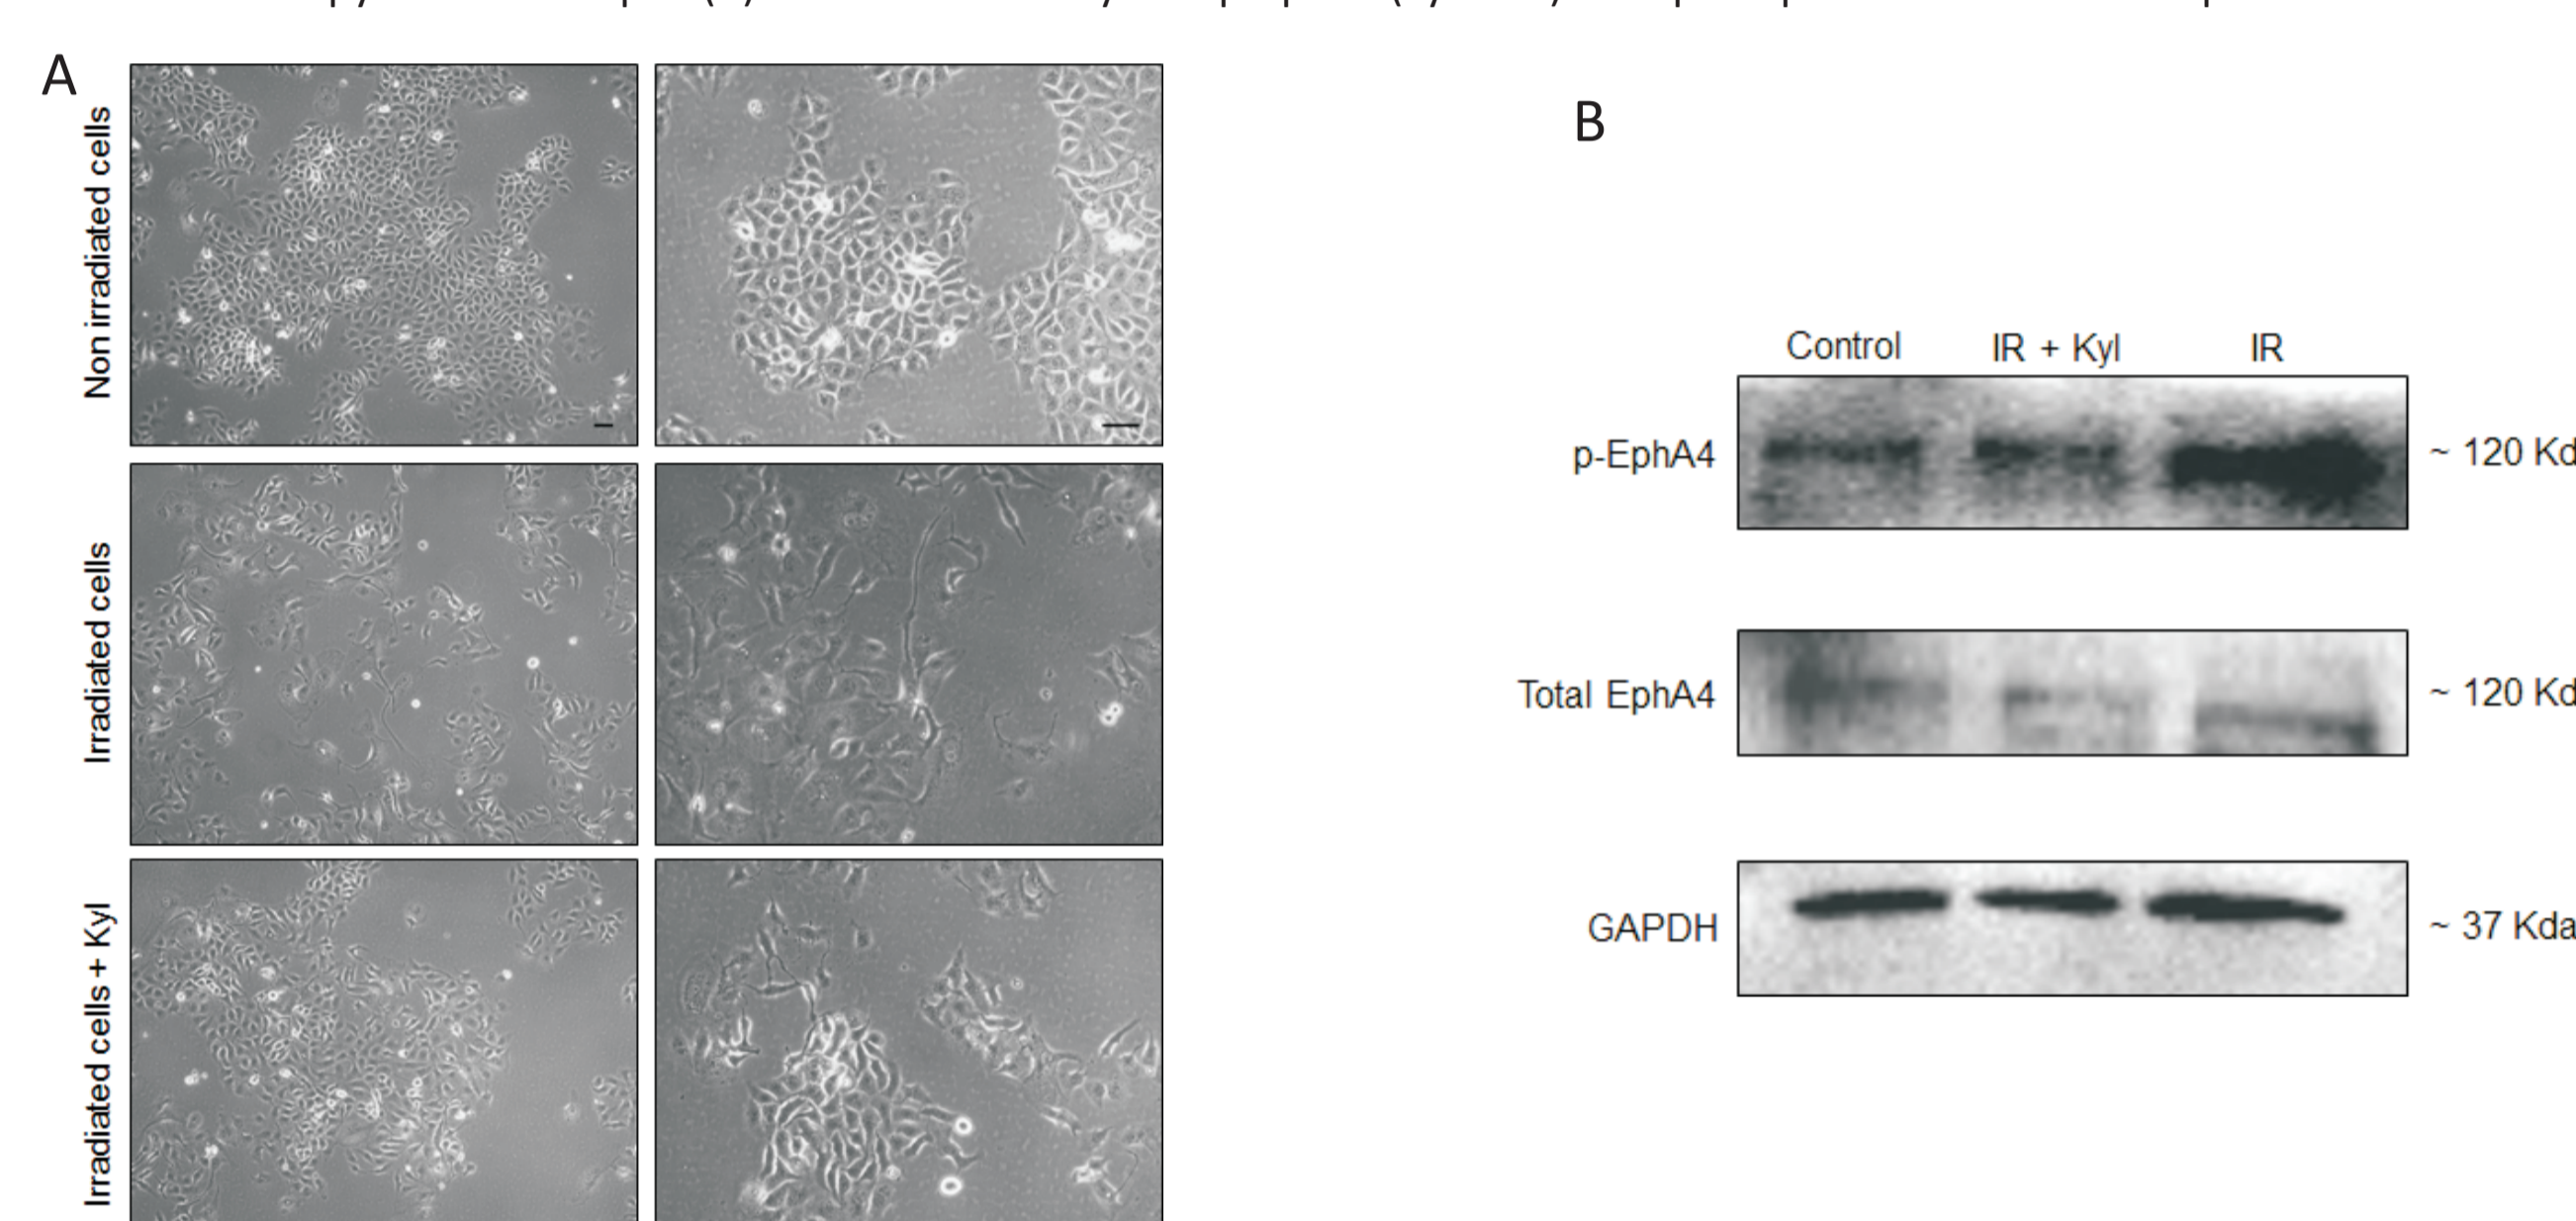 A
Non irradiated cells
Irradiated cells
Irradiated cells + Kyl
B
Control IR + Kyl IR
p-EphA4 ~ 120 Kd
Total EphA4 ~ 120 Kd
GAPDH ~ 37 Kda